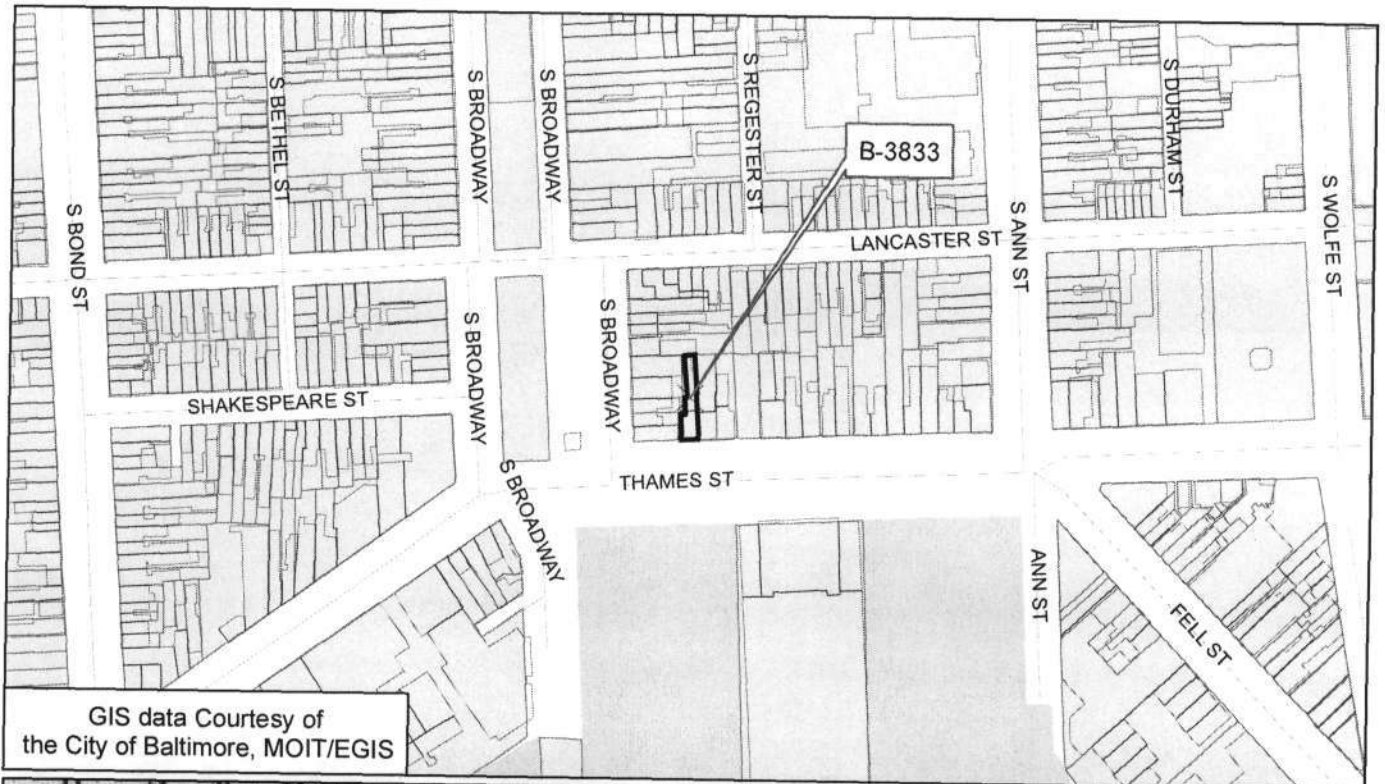 S BETHEL ST
S BROADWAY
S BROADWAY
S REGESTER ST
S DURHAM ST
B-3833
S BOND ST
S ANN ST
S WOLFE ST
LANCASTER ST
S BROADWAY
S BROADWAY
SHAKESPEARE ST
S BROADWAY
THAMES ST
ANN ST
FELL ST
GIS data Courtesy of
the City of Baltimore, MOIT/EGIS